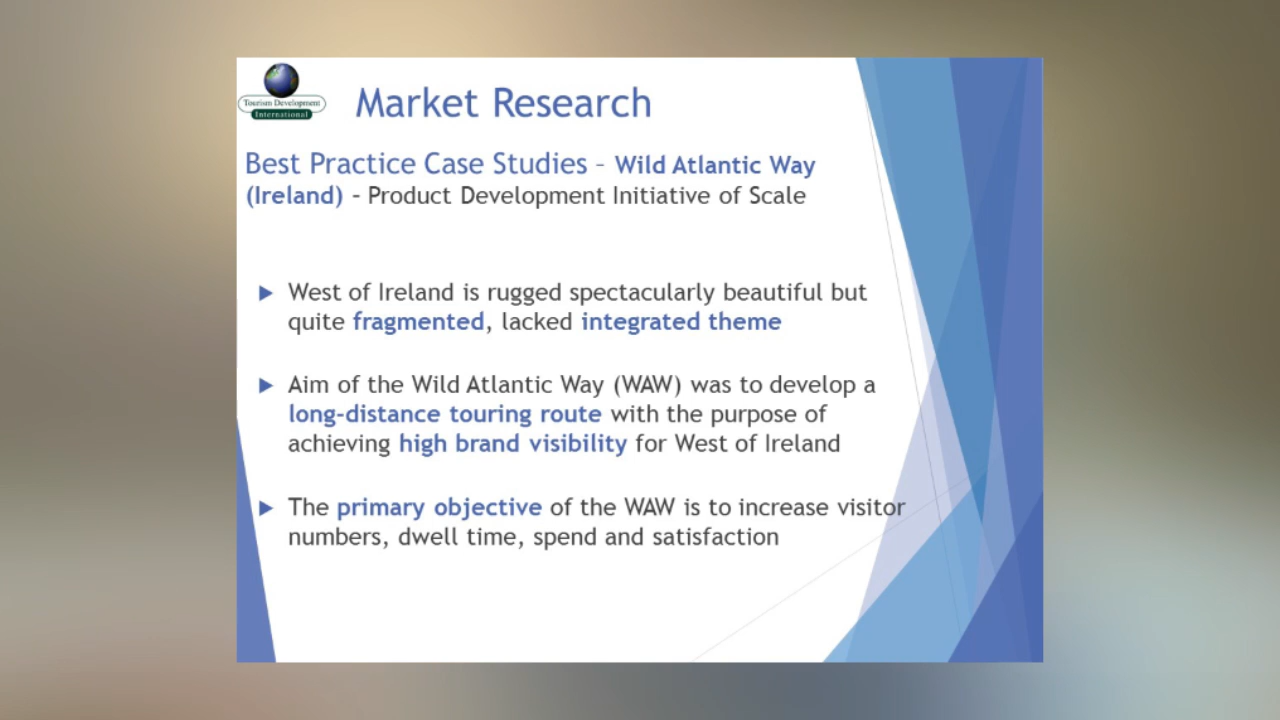 Tourism Development
International
Market Research
Best Practice Case Studies – Wild Atlantic Way
(Ireland) – Product Development Initiative of Scale
West of Ireland is rugged spectacularly beautiful but
quite fragmented, lacked integrated theme
Aim of the Wild Atlantic Way (WAW) was to develop a
long-distance touring route with the purpose of
achieving high brand visibility for West of Ireland
The primary objective of the WAW is to increase visitor
numbers, dwell time, spend and satisfaction